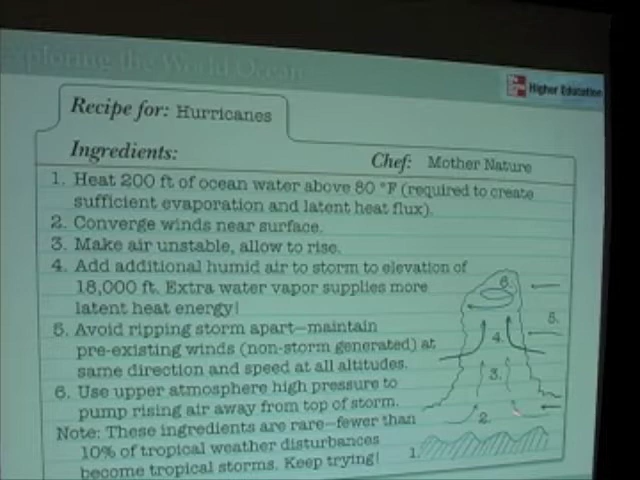 Exploring the World Ocean
Higher Education
Recipe for: Hurricanes
Ingredients:
Chef: Mother Nature
1. Heat 200 ft of ocean water above 80 °F (required to create
sufficient evaporation and latent heat flux).
2. Converge winds near surface.
3. Make air unstable, allow to rise.
4. Add additional humid air to storm to elevation of
18,000 ft. Extra water vapor supplies more
latent heat energy!
5. Avoid ripping storm apart—maintain
pre-existing winds (non-storm generated) at
same direction and speed at all altitudes.
6. Use upper atmosphere high pressure to
pump rising air away from top of storm.
Note: These ingredients are rare—fewer than
10% of tropical weather disturbances
become tropical storms. Keep trying!
6.
5.
4.
3.
2.
1.